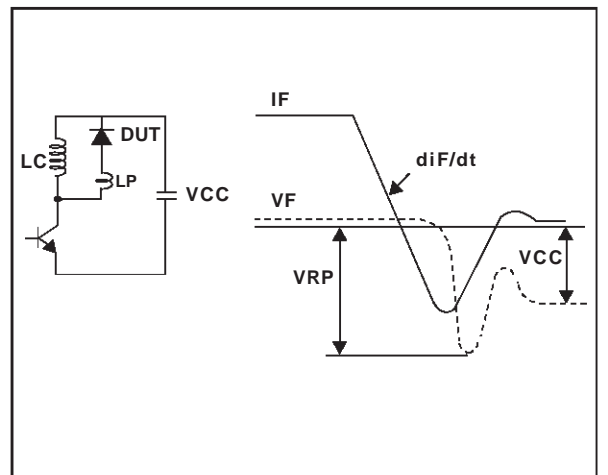 DUT
LC
LP
VCC
IF
diF/dt
VF
VRP
VCC